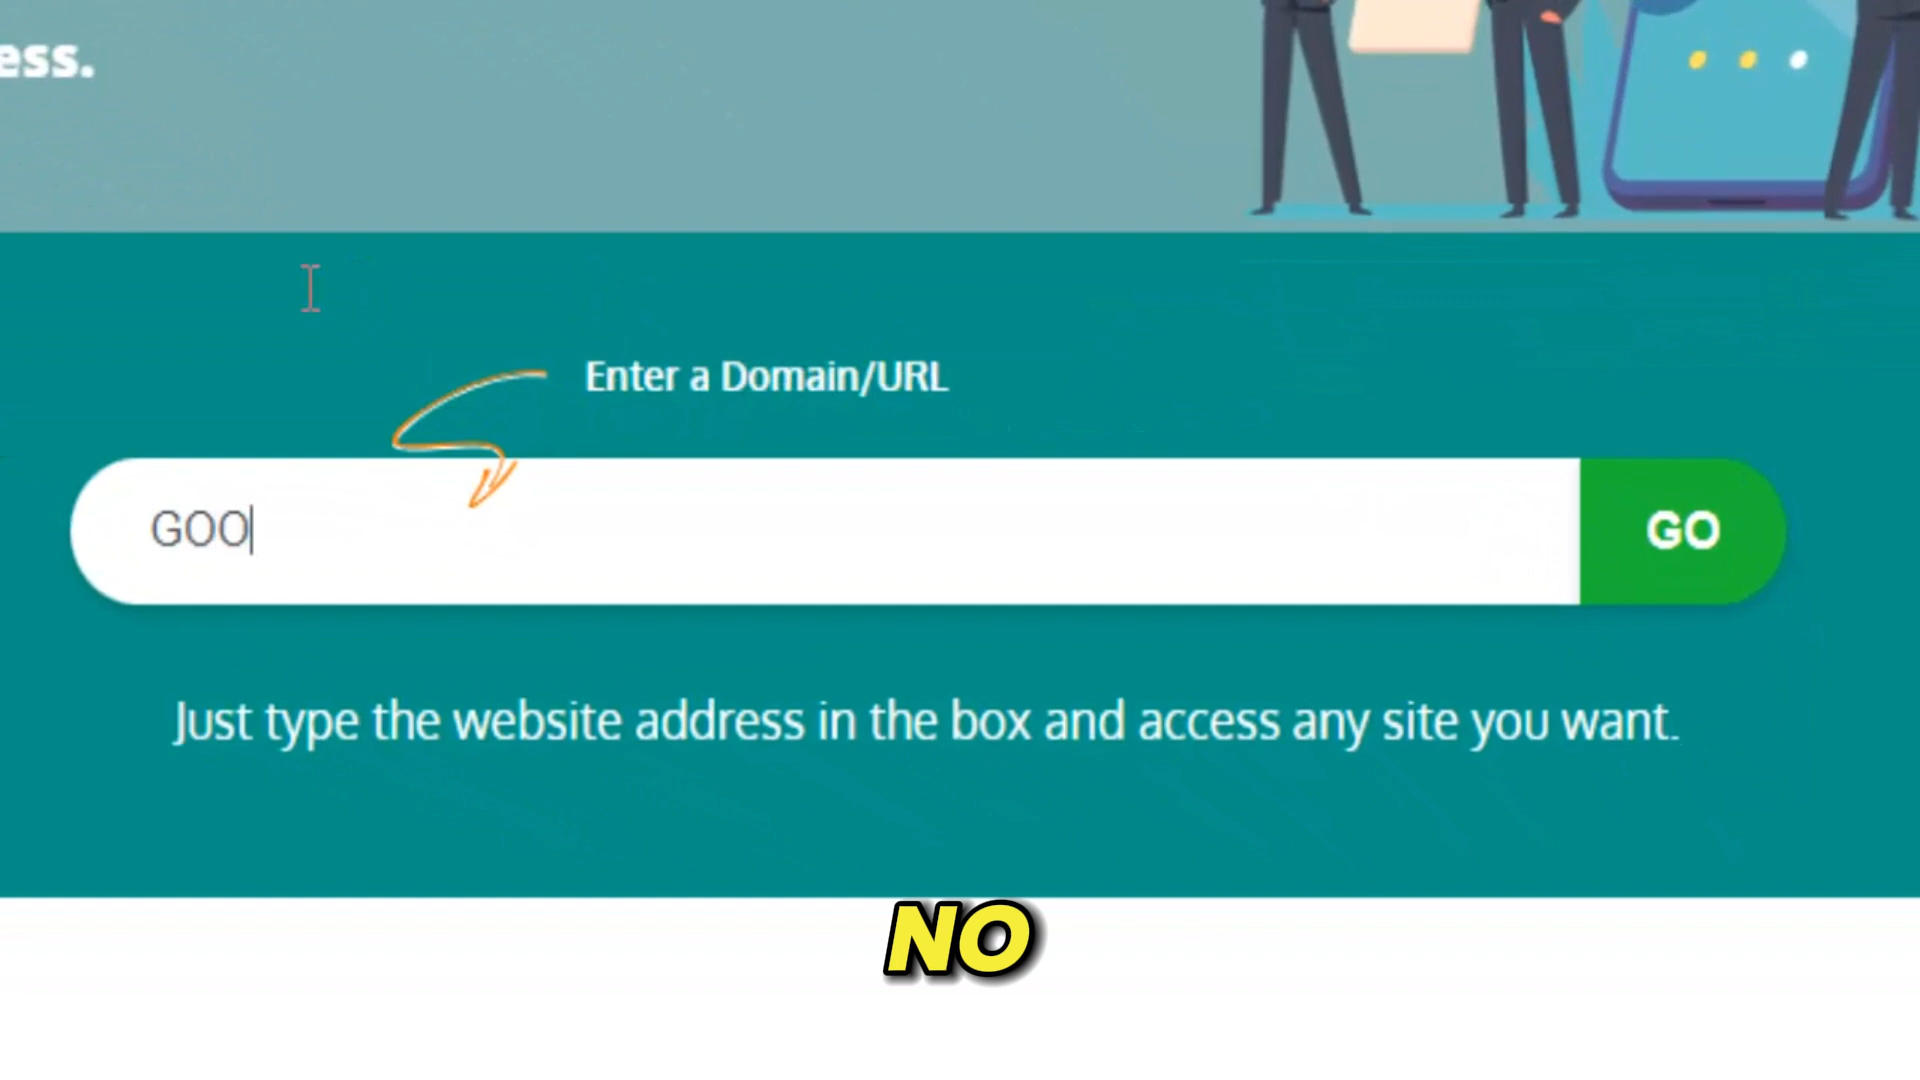 ess.
Enter a Domain/URL
GOO
GO
Just type the website address in the box and access any site you want.
NO